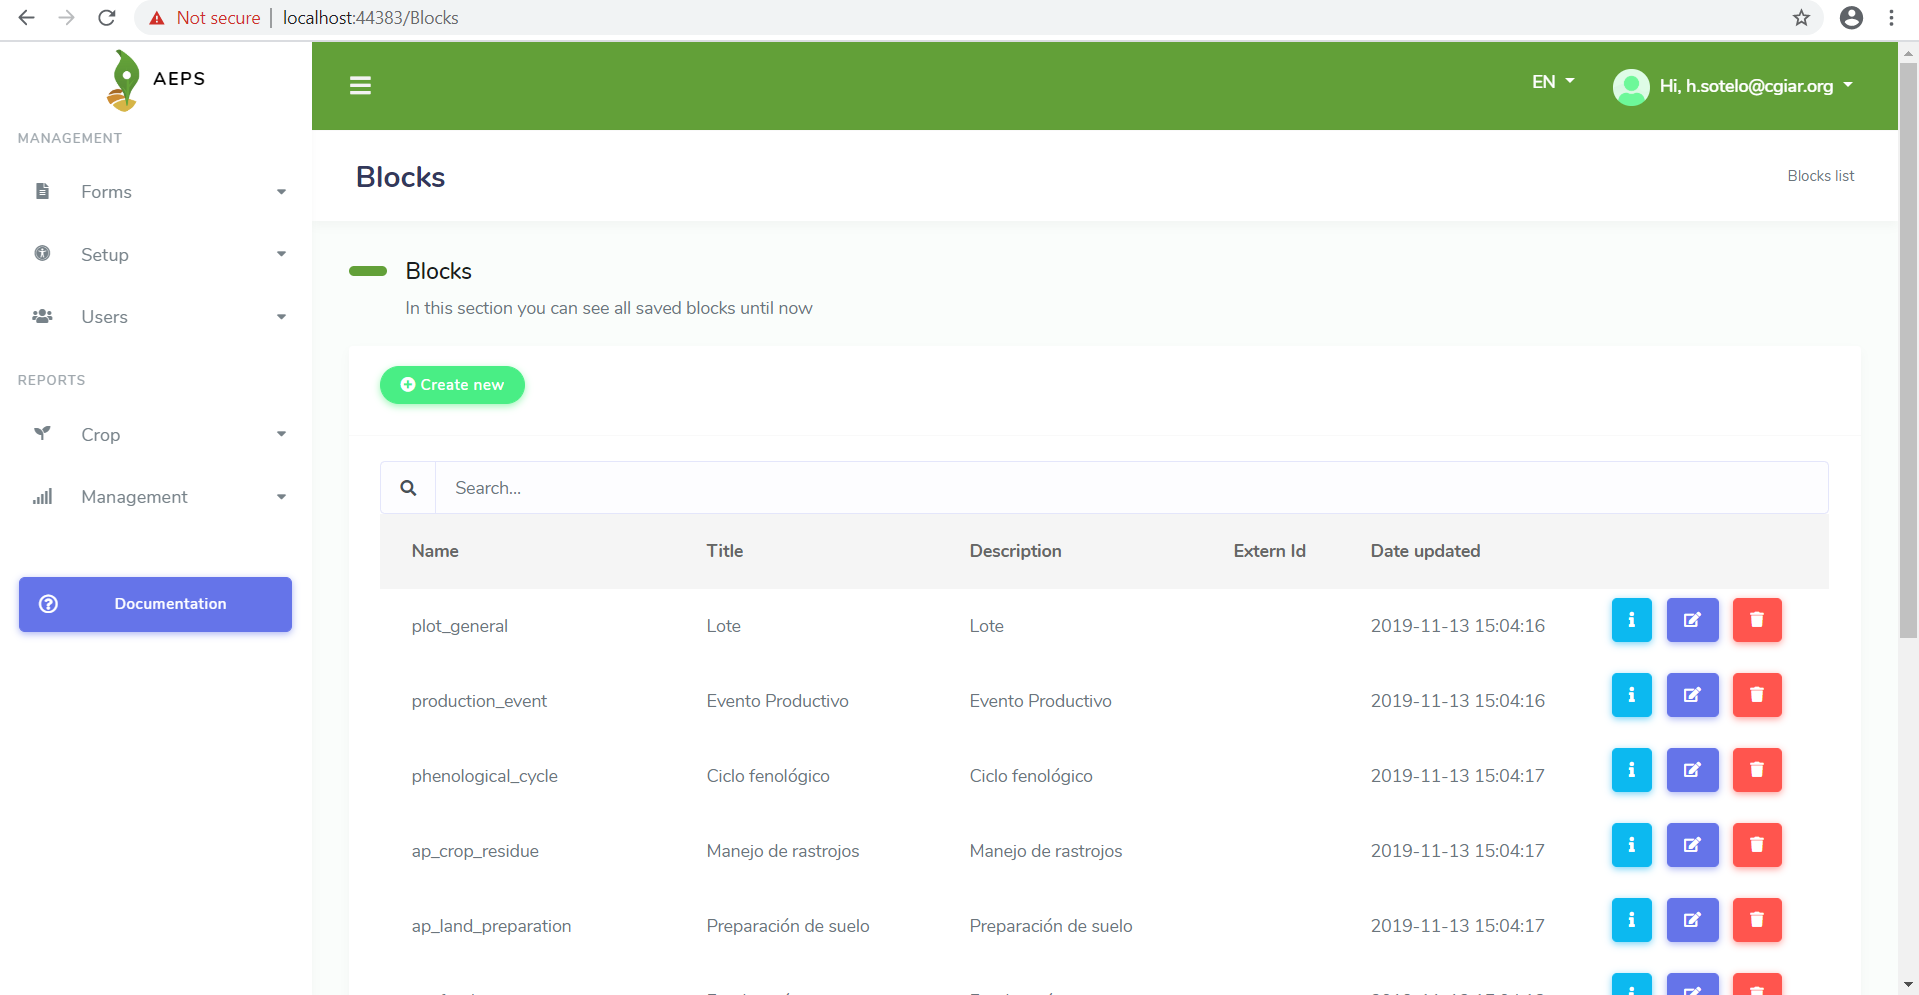 Not secure | localhost:44383/Blocks
AEPS
EN
Hi, h.sotelo@cgiar.org
MANAGEMENT
Forms
Setup
Users
REPORTS
Crop
Management
Documentation
Blocks
Blocks list
Blocks
In this section you can see all saved blocks until now
Create new
Search...
Name Title Description Extern Id Date updated
plot_general Lote Lote 2019-11-13 15:04:16
production_event Evento Productivo Evento Productivo 2019-11-13 15:04:16
phenological_cycle Ciclo fenológico Ciclo fenológico 2019-11-13 15:04:17
ap_crop_residue Manejo de rastrojos Manejo de rastrojos 2019-11-13 15:04:17
ap_land_preparation Preparación de suelo Preparación de suelo 2019-11-13 15:04:17